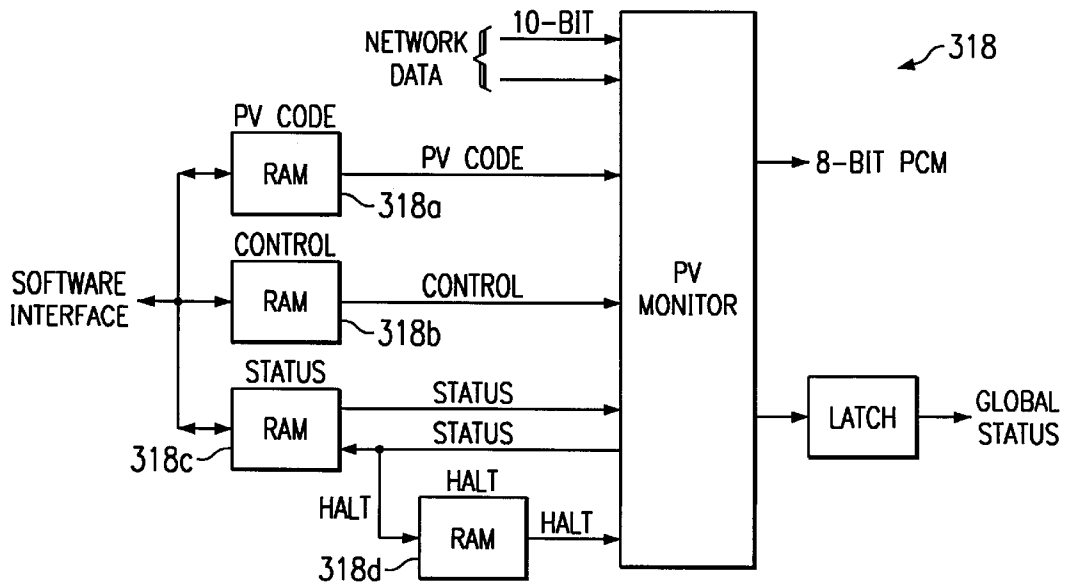 10-BIT
NETWORK
DATA
318
PV CODE
RAM
318a
PV CODE
8-BIT PCM
CONTROL
RAM
318b
CONTROL
SOFTWARE
INTERFACE
PV
MONITOR
STATUS
RAM
318c
STATUS
STATUS
LATCH
GLOBAL
STATUS
HALT
HALT
RAM
318d
HALT